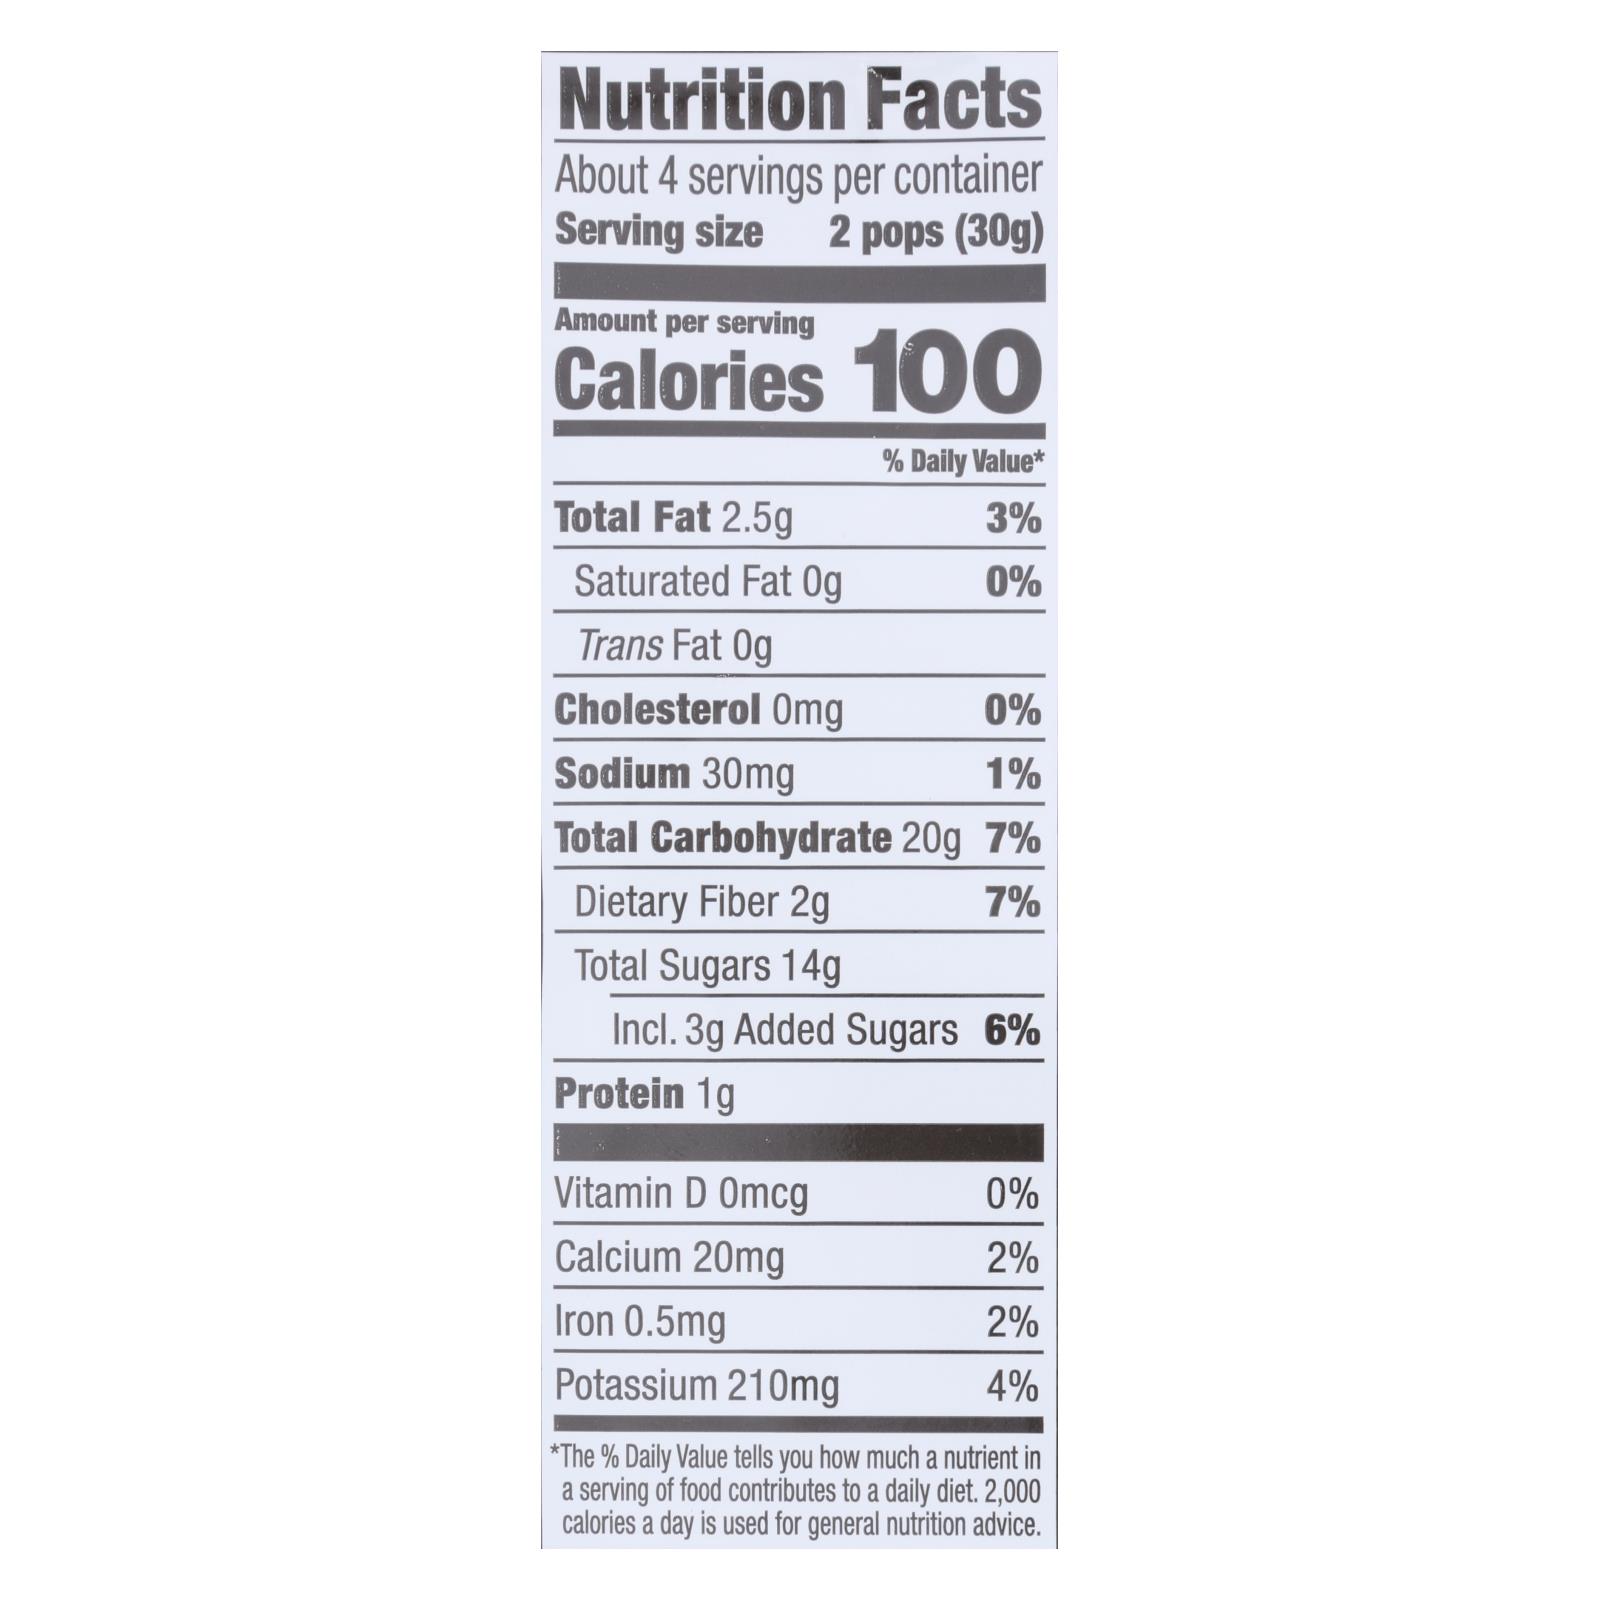 Nutrition Facts
About 4 servings per container
Serving size 2 pops (30g)
Amount per serving
Calories 100
% Daily Value*
Total Fat 2.5g 3%
Saturated Fat 0g 0%
Trans Fat 0g
Cholesterol 0mg 0%
Sodium 30mg 1%
Total Carbohydrate 20g 7%
Dietary Fiber 2g 7%
Total Sugars 14g
Incl. 3g Added Sugars 6%
Protein 1g
Vitamin D 0mcg 0%
Calcium 20mg 2%
Iron 0.5mg 2%
Potassium 210mg 4%
*The % Daily Value tells you how much a nutrient in
a serving of food contributes to a daily diet. 2,000
calories a day is used for general nutrition advice.